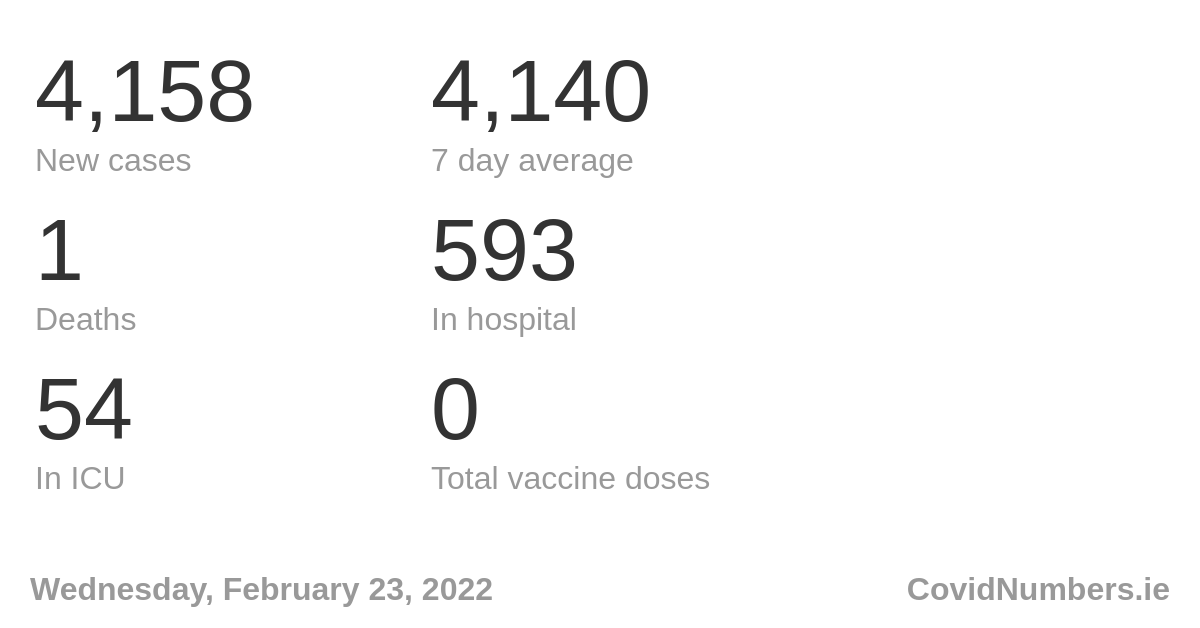 4,158 4,140
New cases 7 day average
1 593
Deaths In hospital
54 0
In ICU Total vaccine doses
Wednesday, February 23, 2022 CovidNumbers.ie